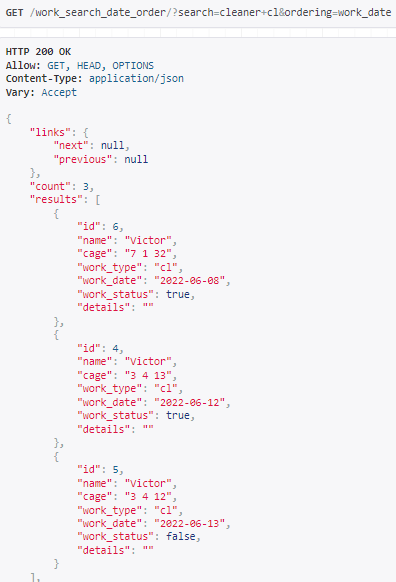 GET /work_search_date_order/?search=cleaner+cl&ordering=work_date
HTTP 200 OK
Allow: GET, HEAD, OPTIONS
Content-Type: application/json
Vary: Accept
{
    "links": {
        "next": null,
        "previous": null
    },
    "count": 3,
    "results": [
        {
            "id": 6,
            "name": "Victor",
            "cage": "7 1 32",
            "work_type": "cl",
            "work_date": "2022-06-08",
            "work_status": true,
            "details": ""
        },
        {
            "id": 4,
            "name": "Victor",
            "cage": "3 4 13",
            "work_type": "cl",
            "work_date": "2022-06-12",
            "work_status": true,
            "details": ""
        },
        {
            "id": 5,
            "name": "Victor",
            "cage": "3 4 12",
            "work_type": "cl",
            "work_date": "2022-06-13",
            "work_status": false,
            "details": ""
        }
    ],